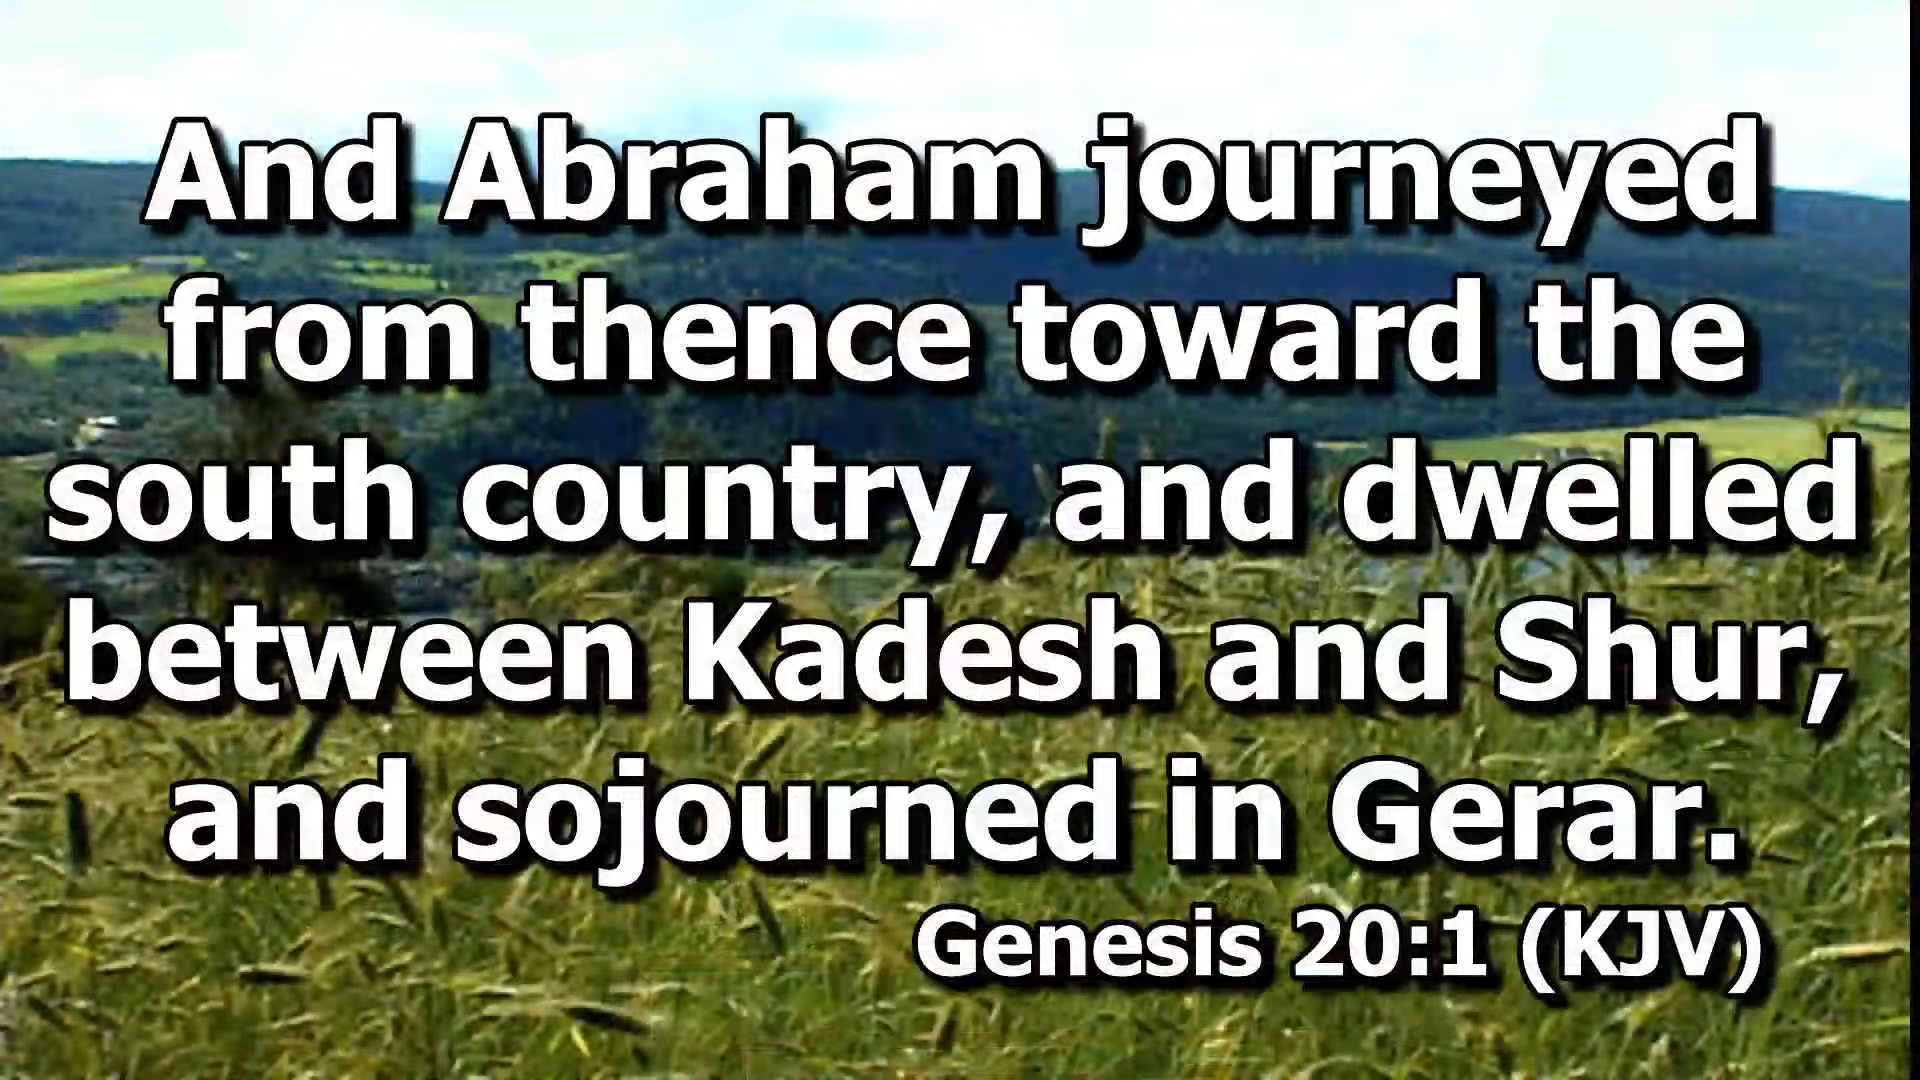 And Abraham journeyed
from thence toward the
south country, and dwelled
between Kadesh and Shur,
and sojourned in Gerar.
Genesis 20:1 (KJV)